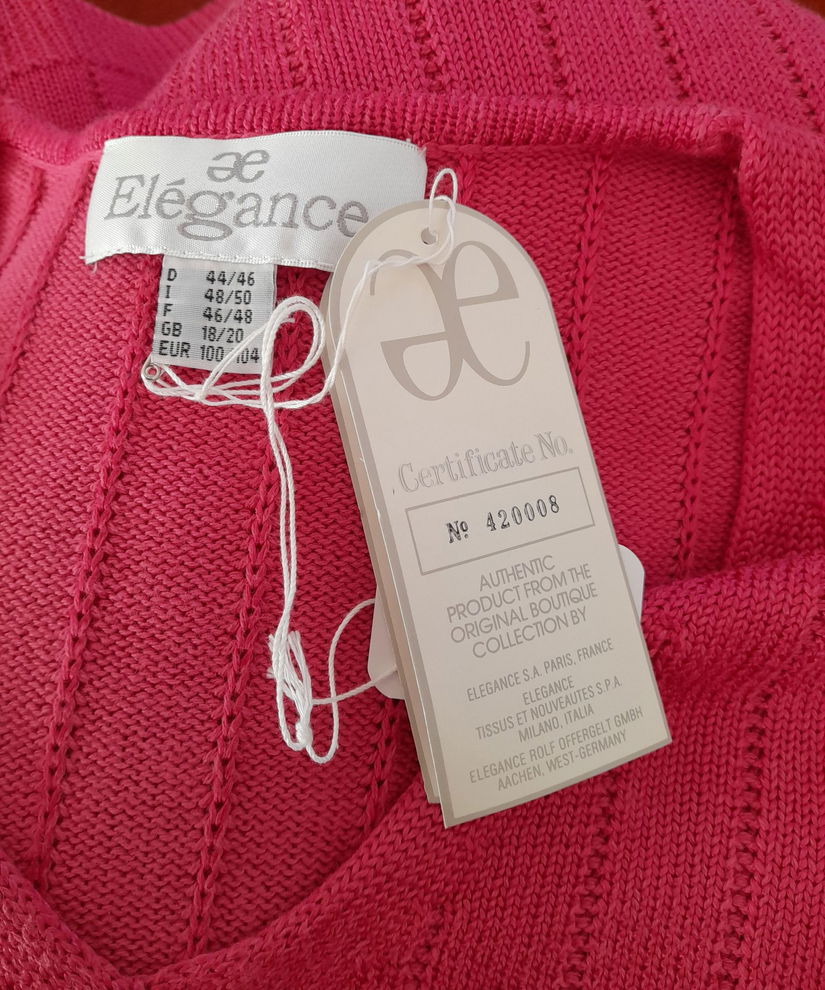 əe
Elégance
D 44/46
I 48/50
F 46/48
GB 18/20
EUR 100-104
əe
Certificate No.
Nº 420008
AUTHENTIC
PRODUCT FROM THE
ORIGINAL BOUTIQUE
COLLECTION BY
ELEGANCE S.A. PARIS, FRANCE
ELEGANCE
TISSUS ET NOUVEAUTES S.P.A.
MILANO, ITALIA
ELEGANCE ROLF OFFERGELT GMBH
AACHEN, WEST-GERMANY